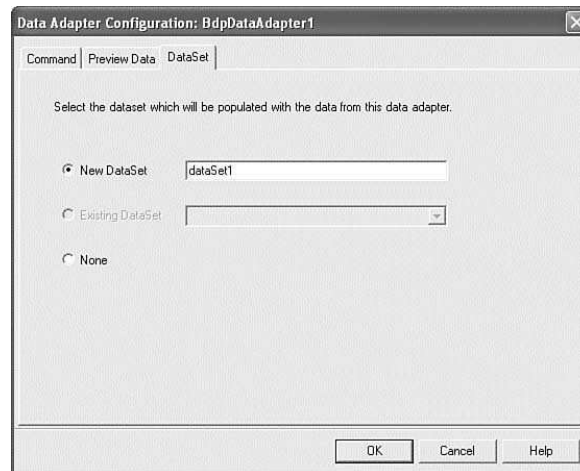 Data Adapter Configuration: BdpDataAdapter1
Command Preview Data DataSet
Select the dataset which will be populated with the data from this data adapter.
New DataSet dataSet1
Existing DataSet
None
OK Cancel Help